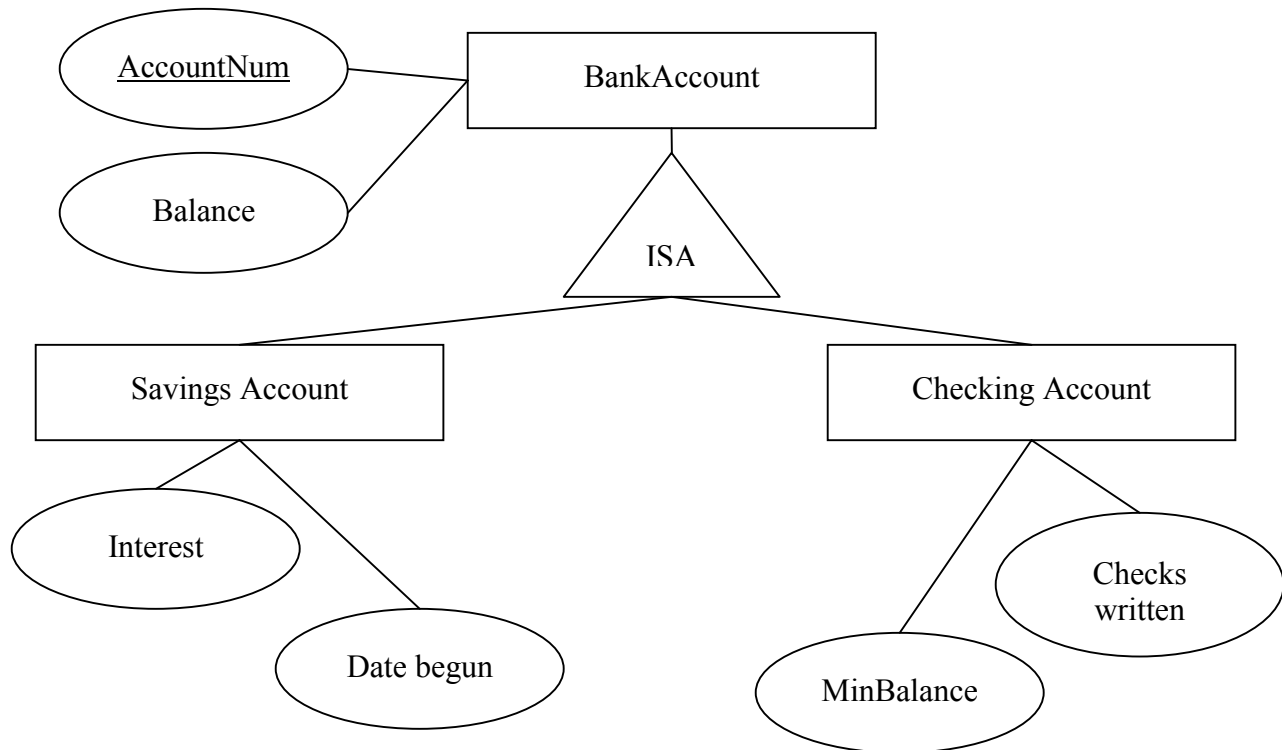 AccountNum
BankAccount
Balance
ISA
Savings Account
Checking Account
Interest
Checks
written
Date begun
MinBalance